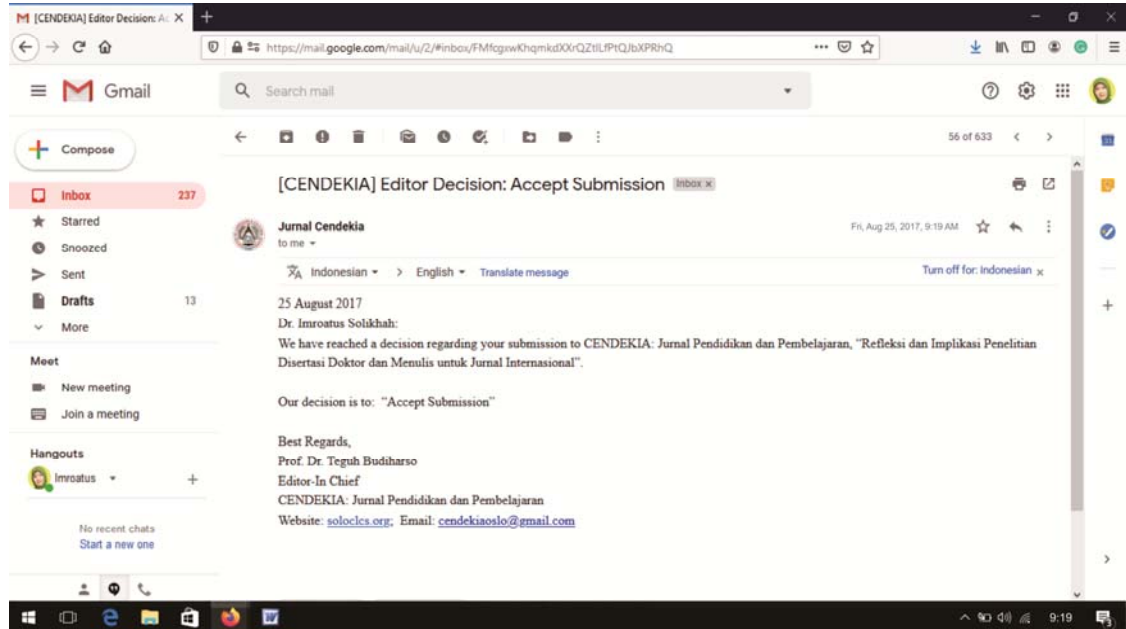 [CENDEKIA] Editor Decision: Ac
https://mail.google.com/mail/u/2/#inbox/
Gmail
Search mail
Compose
56 of 633
[CENDEKIA] Editor Decision: Accept Submission Inbox x
Inbox 237
Starred
Snoozed
Sent
Drafts 13
More
Jurnal Cendekia
Fri, Aug 25, 2017, 9:19 AM
to me
Indonesian > English Translate message
Turn off for: Indonesian x
25 August 2017
Dr. Imroatus Solikhah:
We have reached a decision regarding your submission to CENDEKIA: Jurnal Pendidikan dan Pembelajaran, “Refleksi dan Implikasi Penelitian
Disertasi Doktor dan Menulis untuk Jurnal Internasional”.
Our decision is to: “Accept Submission”
Best Regards,
Prof. Dr. Teguh Budiharso
Editor-In Chief
CENDEKIA: Jurnal Pendidikan dan Pembelajaran
Website: soloclcs.org; Email: cendekiaoslo@gmail.com
Meet
New meeting
Join a meeting
Hangouts
Imroatus
No recent chats
Start a new one
9:19